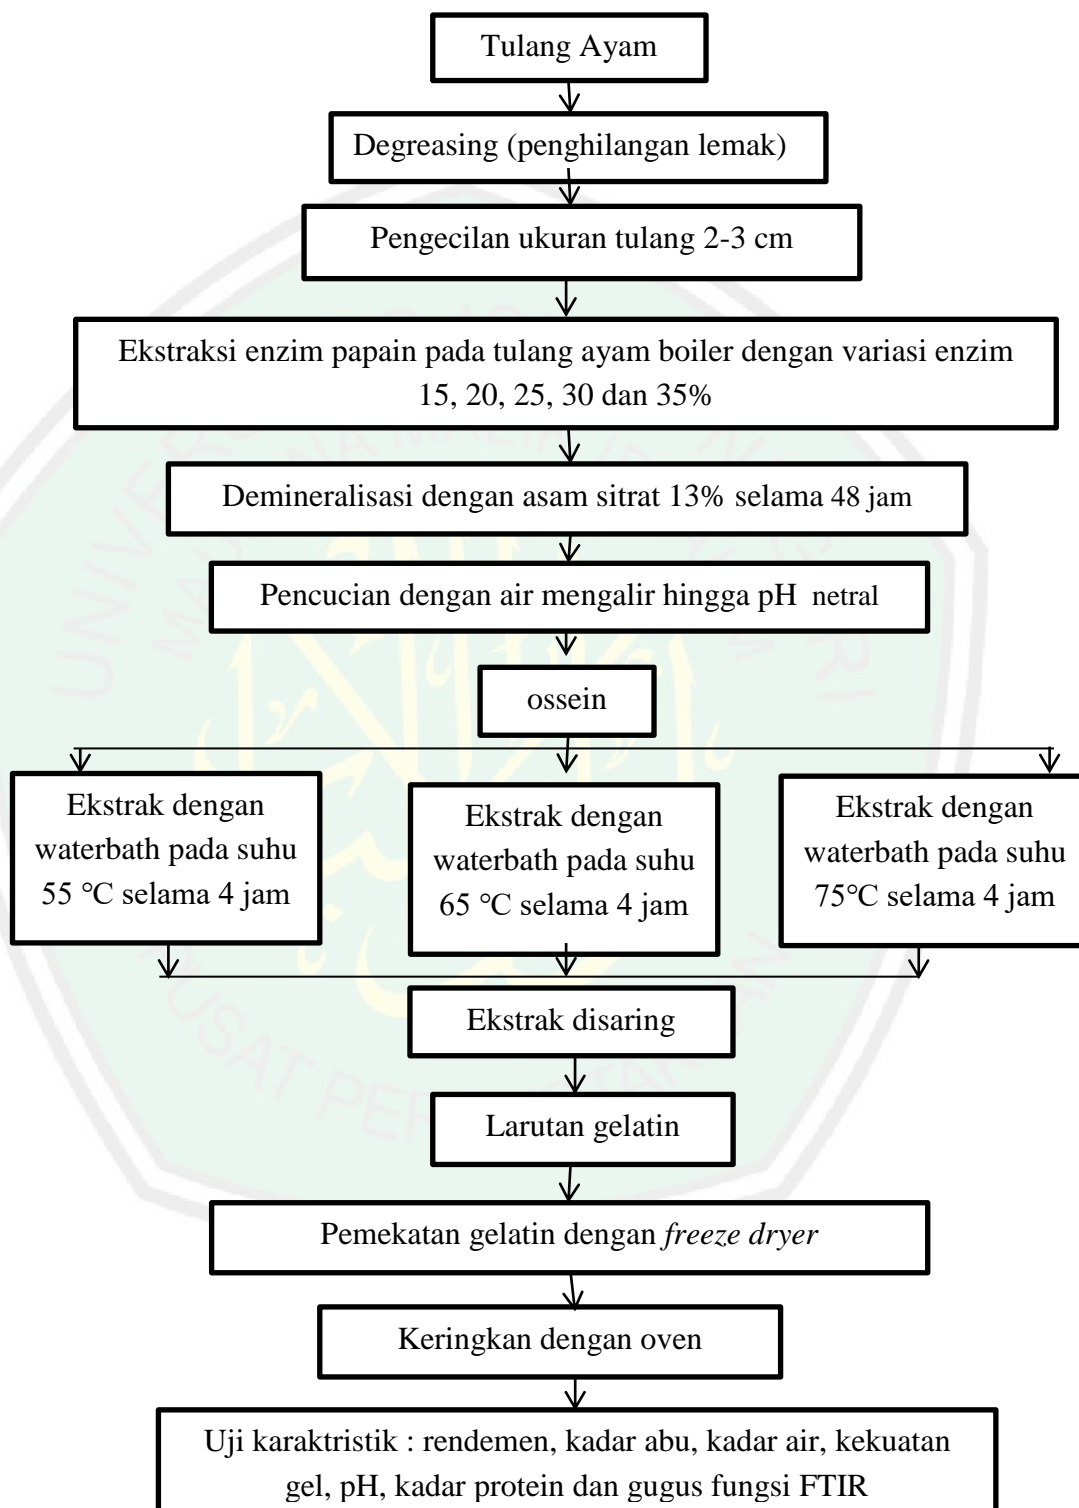 Tulang Ayam
Degreasing (penghilangan lemak)
Pengecilan ukuran tulang 2-3 cm
Ekstraksi enzim papain pada tulang ayam boiler dengan variasi enzim
15, 20, 25, 30 dan 35%
Demineralisasi dengan asam sitrat 13% selama 48 jam
Pencucian dengan air mengalir hingga pH netral
ossein
Ekstrak dengan
waterbath pada suhu
55 °C selama 4 jam
Ekstrak dengan
waterbath pada suhu
65 °C selama 4 jam
Ekstrak dengan
waterbath pada suhu
75°C selama 4 jam
Ekstrak disaring
Larutan gelatin
Pemekatan gelatin dengan freeze dryer
Keringkan dengan oven
Uji karaktristik : rendemen, kadar abu, kadar air, kekuatan
gel, pH, kadar protein dan gugus fungsi FTIR